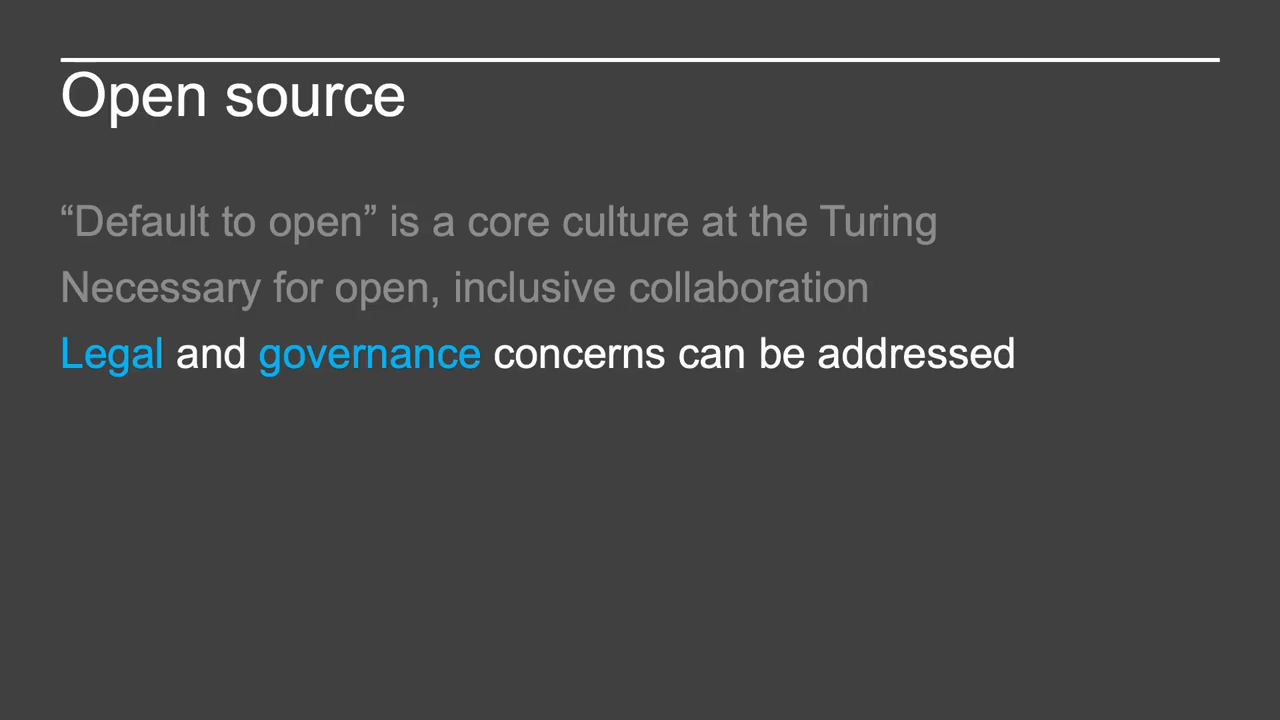 Open source
“Default to open” is a core culture at the Turing
Necessary for open, inclusive collaboration
Legal and governance concerns can be addressed